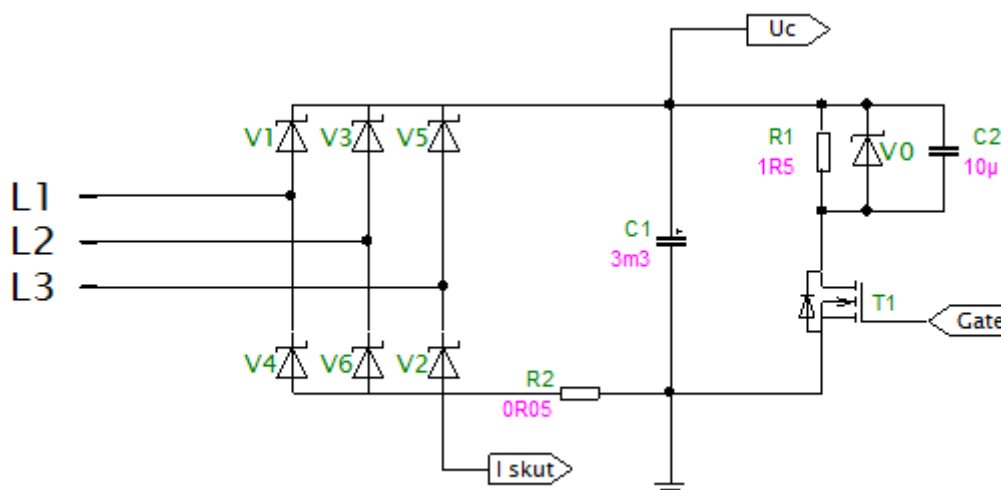 Uc
V1 V3 V5
R1
1R5
V0
C2
10µ
L1
L2
L3
C1
3m3
T1
Gate
V4 V6 V2
R2
0R05
I skut